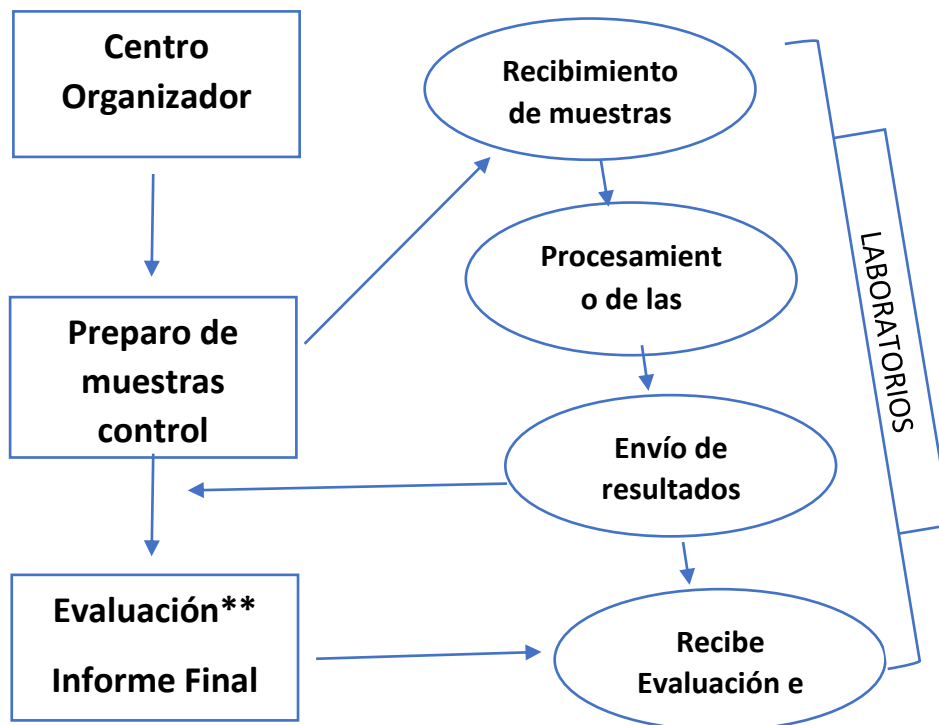 Centro
Organizador
Preparo de
muestras
control
Evaluación**
Informe Final
Recibimiento
de muestras
Procesamient
o de las
Envío de
resultados
Recibe
Evaluación e
LABORATORIOS